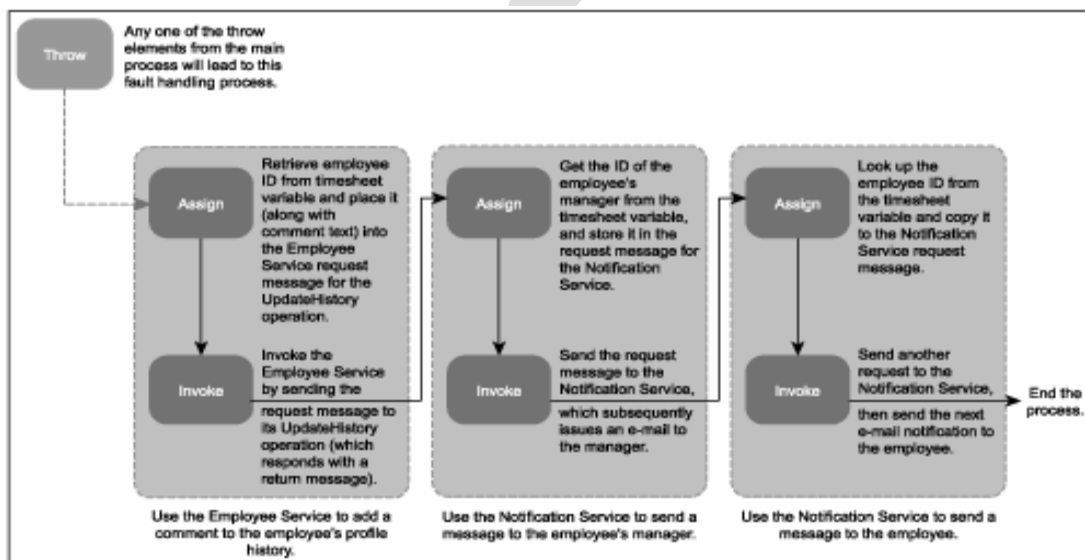 Throw
Any one of the throw
elements from the main
process will lead to this
fault handling process.
Assign
Retrieve employee
ID from timesheet
variable and place it
(along with
comment text) into
the Employee
Service request
message for the
UpdateHistory
operation.
Invoke
Invoke the
Employee Service
by sending the
request message to
its UpdateHistory
operation (which
responds with a
return message).
Use the Employee Service to add a
comment to the employee's profile
history.
Assign
Get the ID of the
employee's
manager from the
timesheet variable,
and store it in the
request message for
the Notification
Service.
Invoke
Send the request
message to the
Notification Service,
which subsequently
issues an e-mail to
the manager.
Use the Notification Service to send a
message to the employee's manager.
Assign
Look up the
employee ID from
the timesheet
variable and copy it
to the Notification
Service request
message.
Invoke
Send another
request to the
Notification Service,
then send the next
e-mail notification to
the employee.
Use the Notification Service to send a
message to the employee.
End the
process.